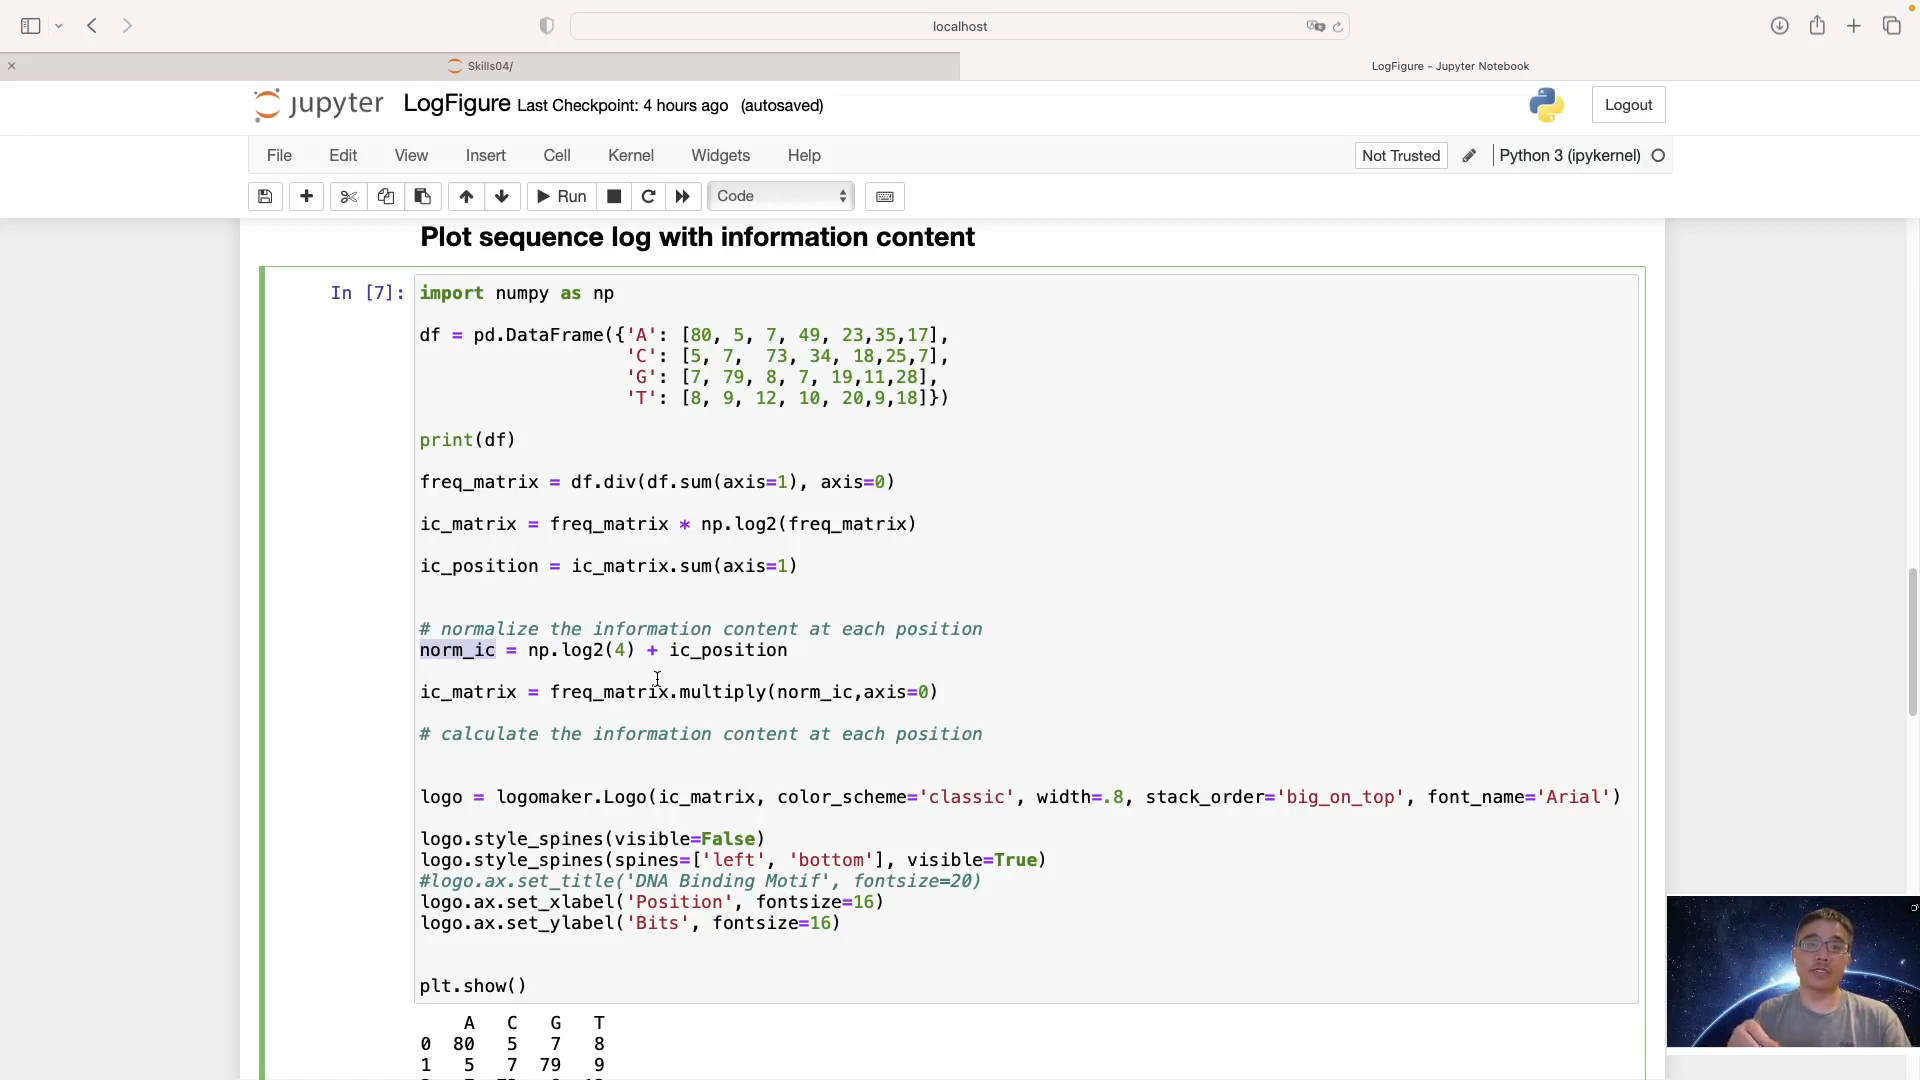 localhost
Skills04/
LogFigure - Jupyter Notebook
jupyter LogFigure Last Checkpoint: 4 hours ago (autosaved)
Logout
File Edit View Insert Cell Kernel Widgets Help
Not Trusted Python 3 (ipykernel)
Run Code
Plot sequence log with information content
In [7]: import numpy as np
df = pd.DataFrame({'A': [80, 5, 7, 49, 23,35,17],
'C': [5, 7,  73, 34, 18,25,7],
'G': [7, 79, 8, 7, 19,11,28],
'T': [8, 9, 12, 10, 20,9,18]})
print(df)
freq_matrix = df.div(df.sum(axis=1), axis=0)
ic_matrix = freq_matrix * np.log2(freq_matrix)
ic_position = ic_matrix.sum(axis=1)
# normalize the information content at each position
norm_ic = np.log2(4) + ic_position
ic_matrix = freq_matrix.multiply(norm_ic,axis=0)
# calculate the information content at each position
logo = logomaker.Logo(ic_matrix, color_scheme='classic', width=.8, stack_order='big_on_top', font_name='Arial')
logo.style_spines(visible=False)
logo.style_spines(spines=['left', 'bottom'], visible=True)
#logo.ax.set_title('DNA Binding Motif', fontsize=20)
logo.ax.set_xlabel('Position', fontsize=16)
logo.ax.set_ylabel('Bits', fontsize=16)
plt.show()
A C G T
0 80 5 7 8
1 5 7 79 9